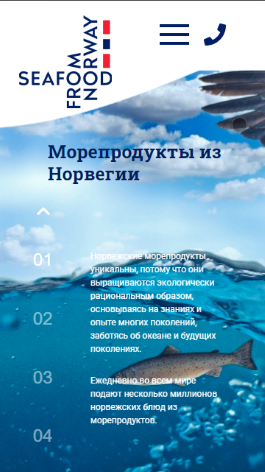 SEAFOOD
FROM
NORWAY
Морепродукты из
Норвегии
01
Норвежские морепродукты
уникальны, потому что они
выращиваются экологически
рациональным образом,
основываясь на знаниях и
опыте многих поколений,
заботясь об океане и будущих
поколениях.
02
Ежедневно во всем мире
подают несколько миллионов
норвежских блюд из
морепродуктов.
03
04